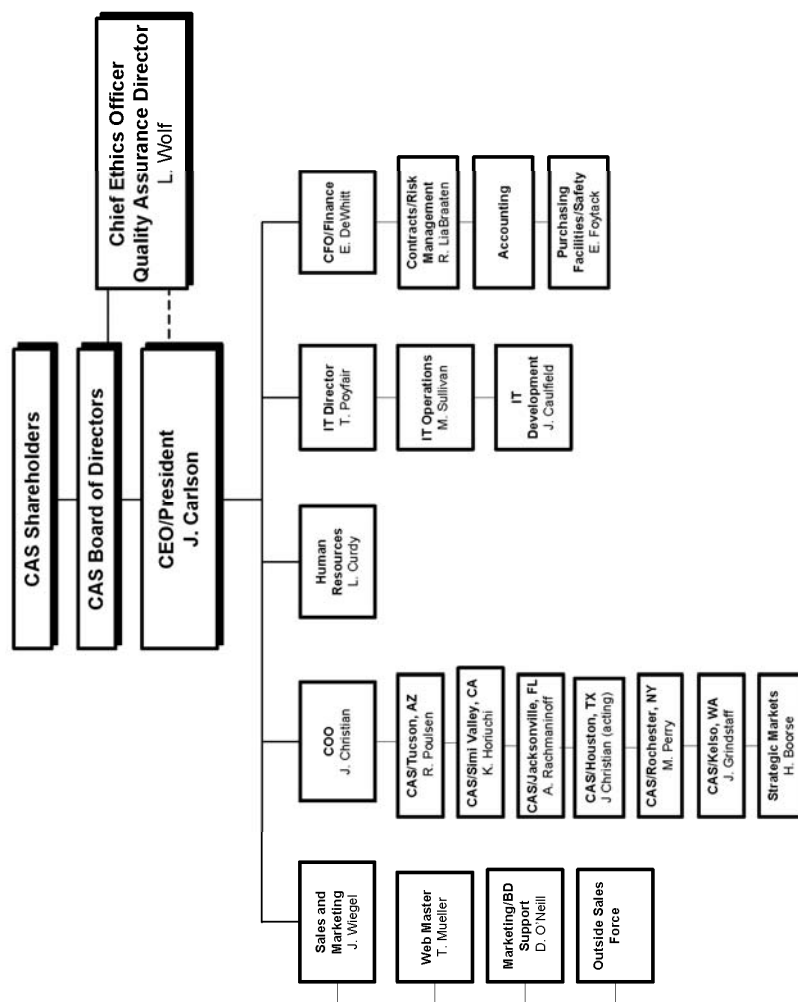 CAS Shareholders
CAS Board of Directors
CEO/President
J. Carlson
Chief Ethics Officer
Quality Assurance Director
L. Wolf
Sales and
Marketing
J. Wiegel
Web Master
T. Mueller
Marketing/BD
Support
D. O'Neill
Outside Sales
Force
COO
J. Christian
CAS/Tucson, AZ
R. Poulsen
CAS/Simi Valley, CA
K. Horiuchi
CAS/Jacksonville, FL
A. Rachmaninoff
CAS/Houston, TX
J Christian (acting)
CAS/Rochester, NY
M. Perry
CAS/Kelso, WA
J. Grindstaff
Strategic Markets
H. Boorse
Human
Resources
L. Curdy
IT Director
T. Poyfair
IT Operations
M. Sullivan
IT
Development
J. Caulfield
CFO/Finance
E. DeWhitt
Contracts/Risk
Management
R. LiaBraaten
Accounting
Purchasing
Facilities/Safety
E. Foytack